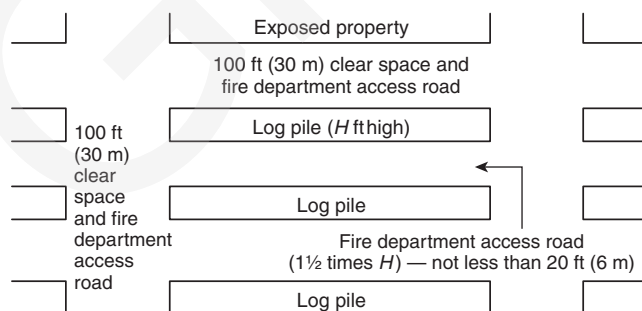 Exposed property
100 ft (30 m) clear space and
fire department access road
Log pile (H ft high)
100 ft
(30 m)
clear
space
and fire
department
access
road
Log pile
Fire department access road
(1½ times H) — not less than 20 ft (6 m)
Log pile